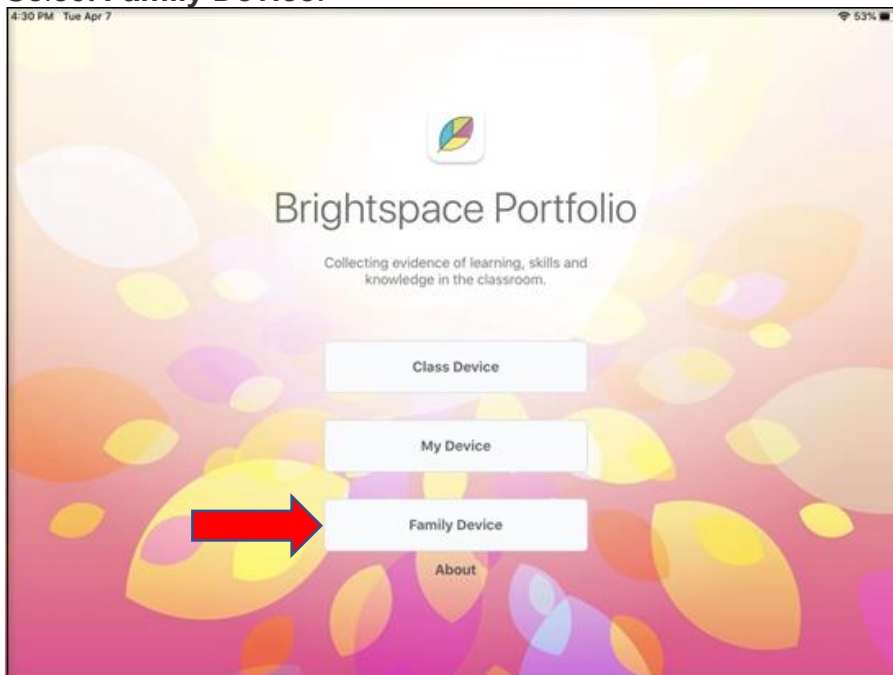 Select Family Device.
4:30 PM Tue Apr 7
53%
Brightspace Portfolio
Collecting evidence of learning, skills and
knowledge in the classroom.
Class Device
My Device
Family Device
About